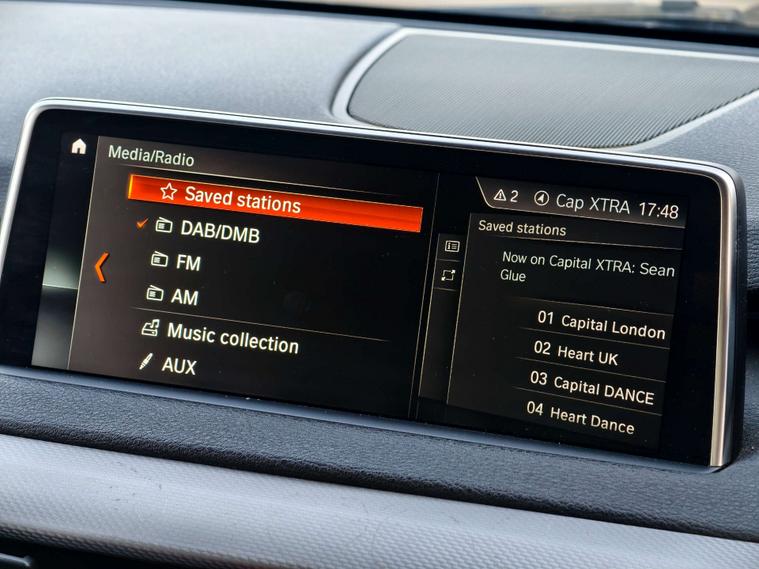 Media/Radio
Saved stations
DAB/DMB
FM
AM
Music collection
AUX
2 Cap XTRA 17:48
Saved stations
Now on Capital XTRA: Sean
Glue
01 Capital London
02 Heart UK
03 Capital DANCE
04 Heart Dance